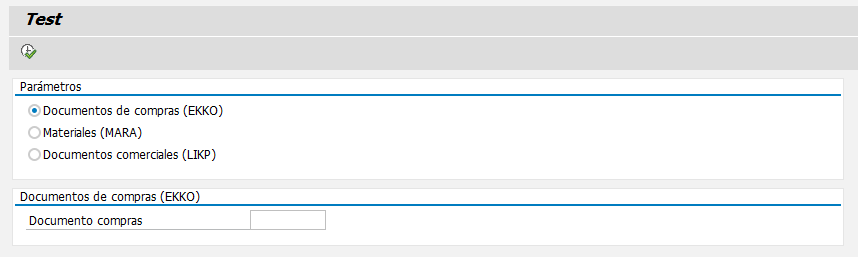 Test
Parámetros
Documentos de compras (EKKO)
Materiales (MARA)
Documentos comerciales (LIKP)
Documentos de compras (EKKO)
Documento compras